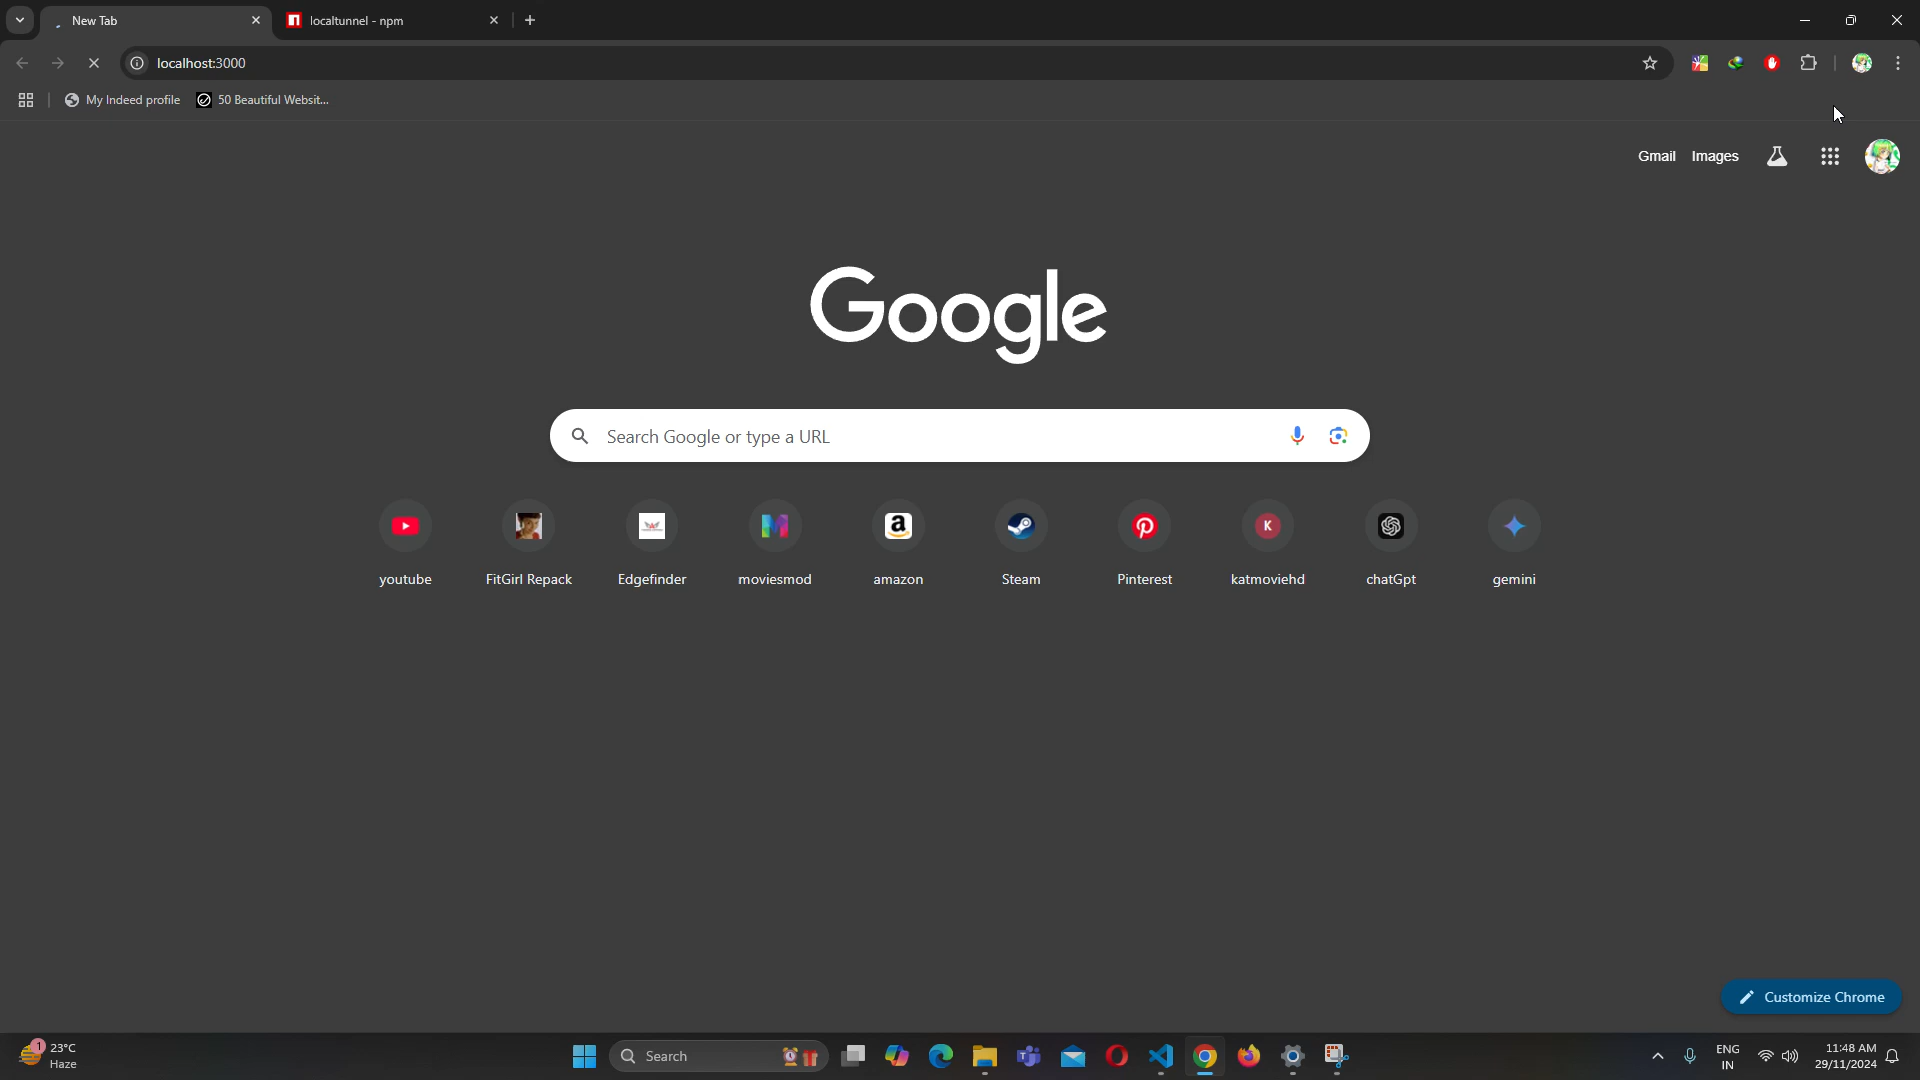 New Tab
localtunnel - npm
localhost:3000
My Indeed profile
50 Beautiful Websit...
Gmail
Images
Google
Search Google or type a URL
a
K
youtube
FitGirl Repack
Edgefinder
moviesmod
amazon
Steam
Pinterest
katmoviehd
chatGpt
gemini
Customize Chrome
1
23°C
Haze
Search
ENG
IN
11:48 AM
29/11/2024